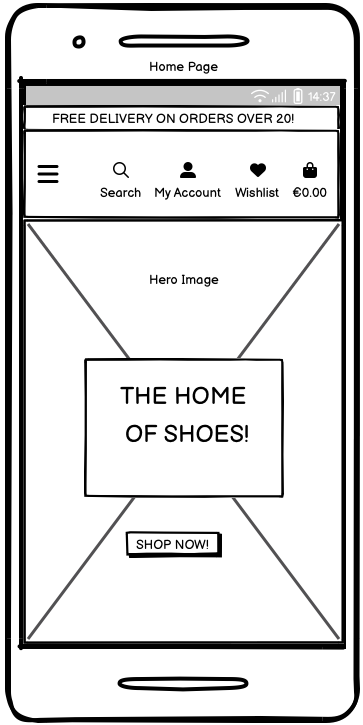 Home Page
14:37
FREE DELIVERY ON ORDERS OVER 20!
Search My Account Wishlist €0.00
Hero Image
THE HOME
OF SHOES!
SHOP NOW!